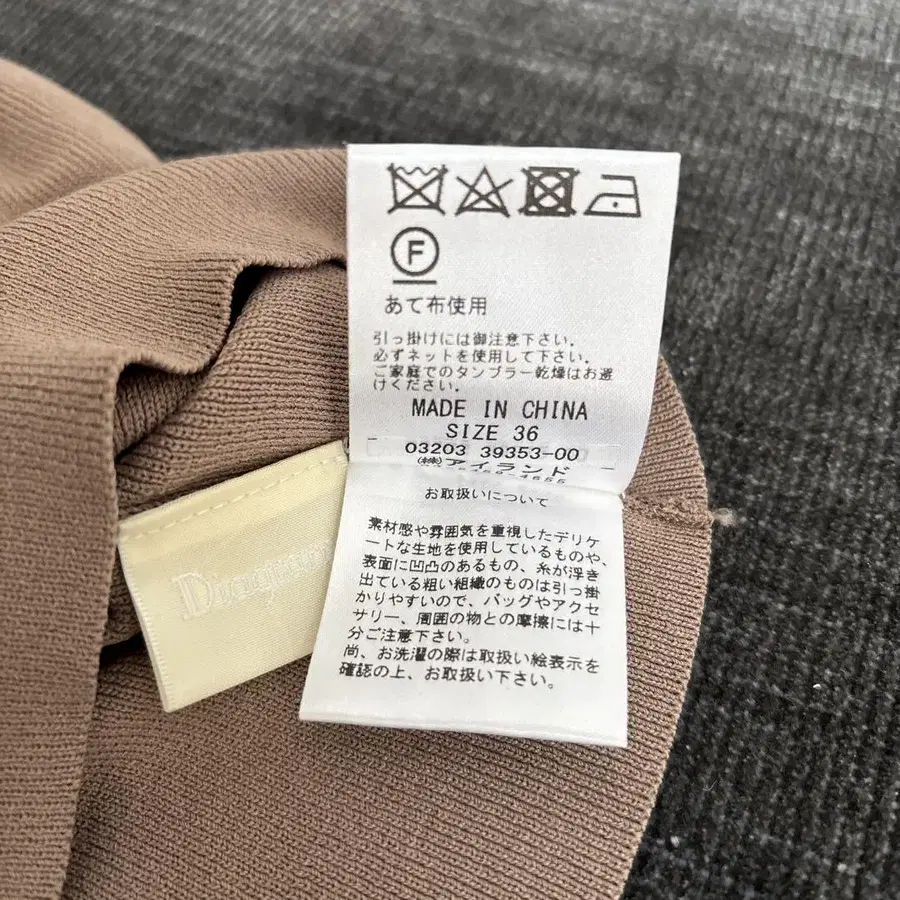 F
あて布使用
引っ掛けには御注意下さい。
必ずネットを使用して下さい。
ご家庭でのタンブラー乾燥はお避
けください。
MADE IN CHINA
SIZE 36
03203 39353-00
㈱アイランド
お取扱いについて
素材感や雰囲気を重視したデリケ
ートな生地を使用しているものや、
表面に凹凸のあるもの、糸が浮き
出ている粗い組織のものは引っ掛
かりやすいので、バッグやアクセ
サリー、周囲の物との摩擦には十
分ご注意下さい。
尚、お洗濯の際は取扱い絵表示を
確認の上、お取扱い下さい。